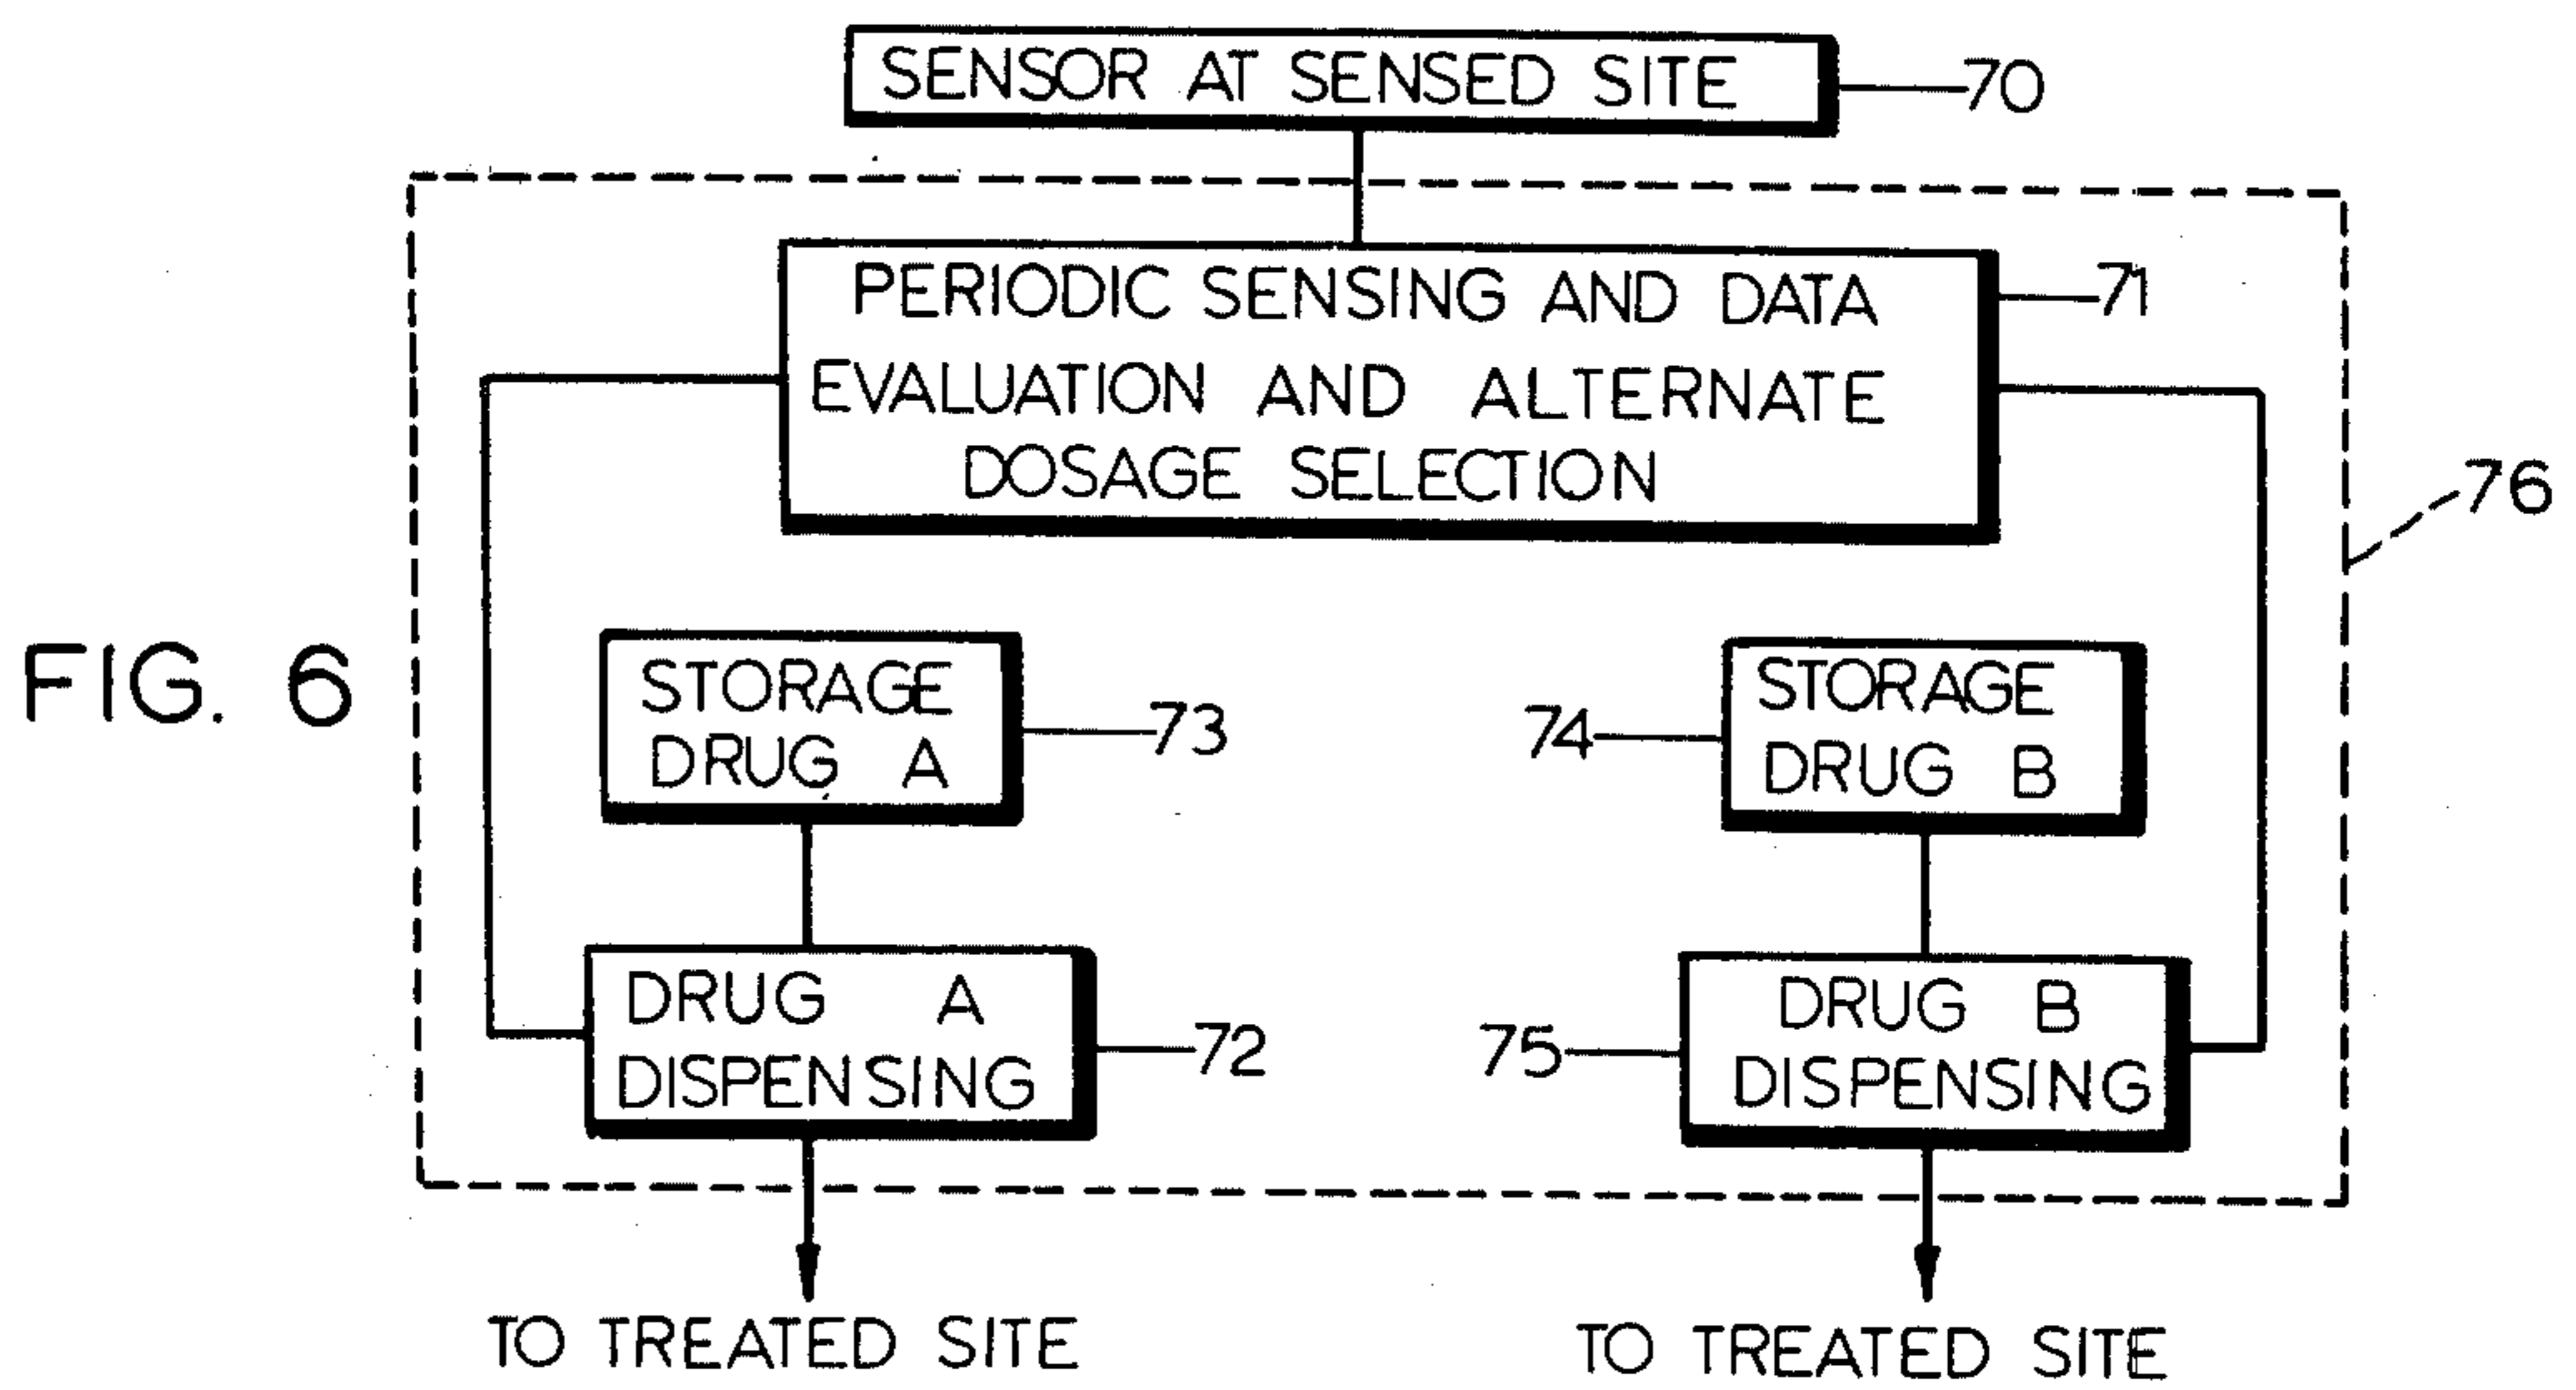 SENSOR AT SENSED SITE
70
PERIODIC SENSING AND DATA
EVALUATION AND ALTERNATE
DOSAGE SELECTION
71
76
FIG. 6
STORAGE
DRUG A
73
74
STORAGE
DRUG B
DRUG A
DISPENSING
72
75
DRUG B
DISPENSING
TO TREATED SITE
TO TREATED SITE